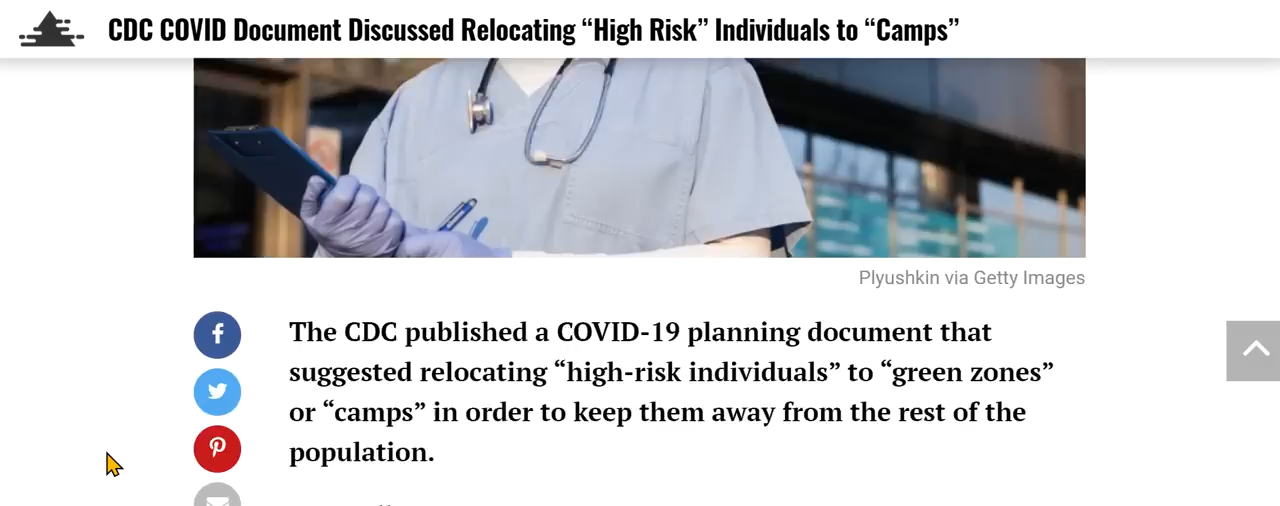 CDC COVID Document Discussed Relocating “High Risk” Individuals to “Camps”
Plyushkin via Getty Images
The CDC published a COVID-19 planning document that
suggested relocating “high-risk individuals” to “green zones”
or “camps” in order to keep them away from the rest of the
population.